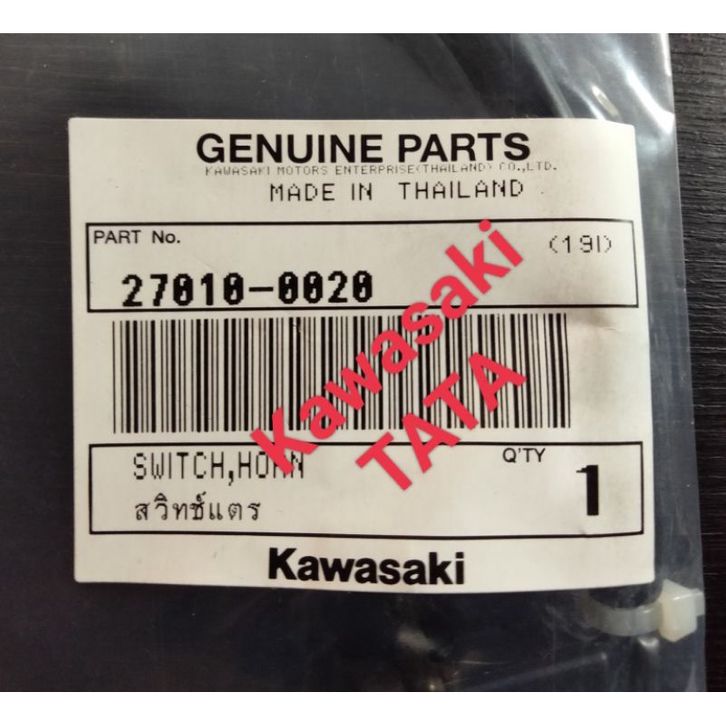 GENUINE PARTS
KAWASAKI MOTORS ENTERPRISE(THAILAND) CO.,LTD.
MADE IN THAILAND
PART No.
(19I)
27010-0020
Kawasaki
TATA
SWITCH,HORN
สวิทช์แตร
Q'TY
1
Kawasaki